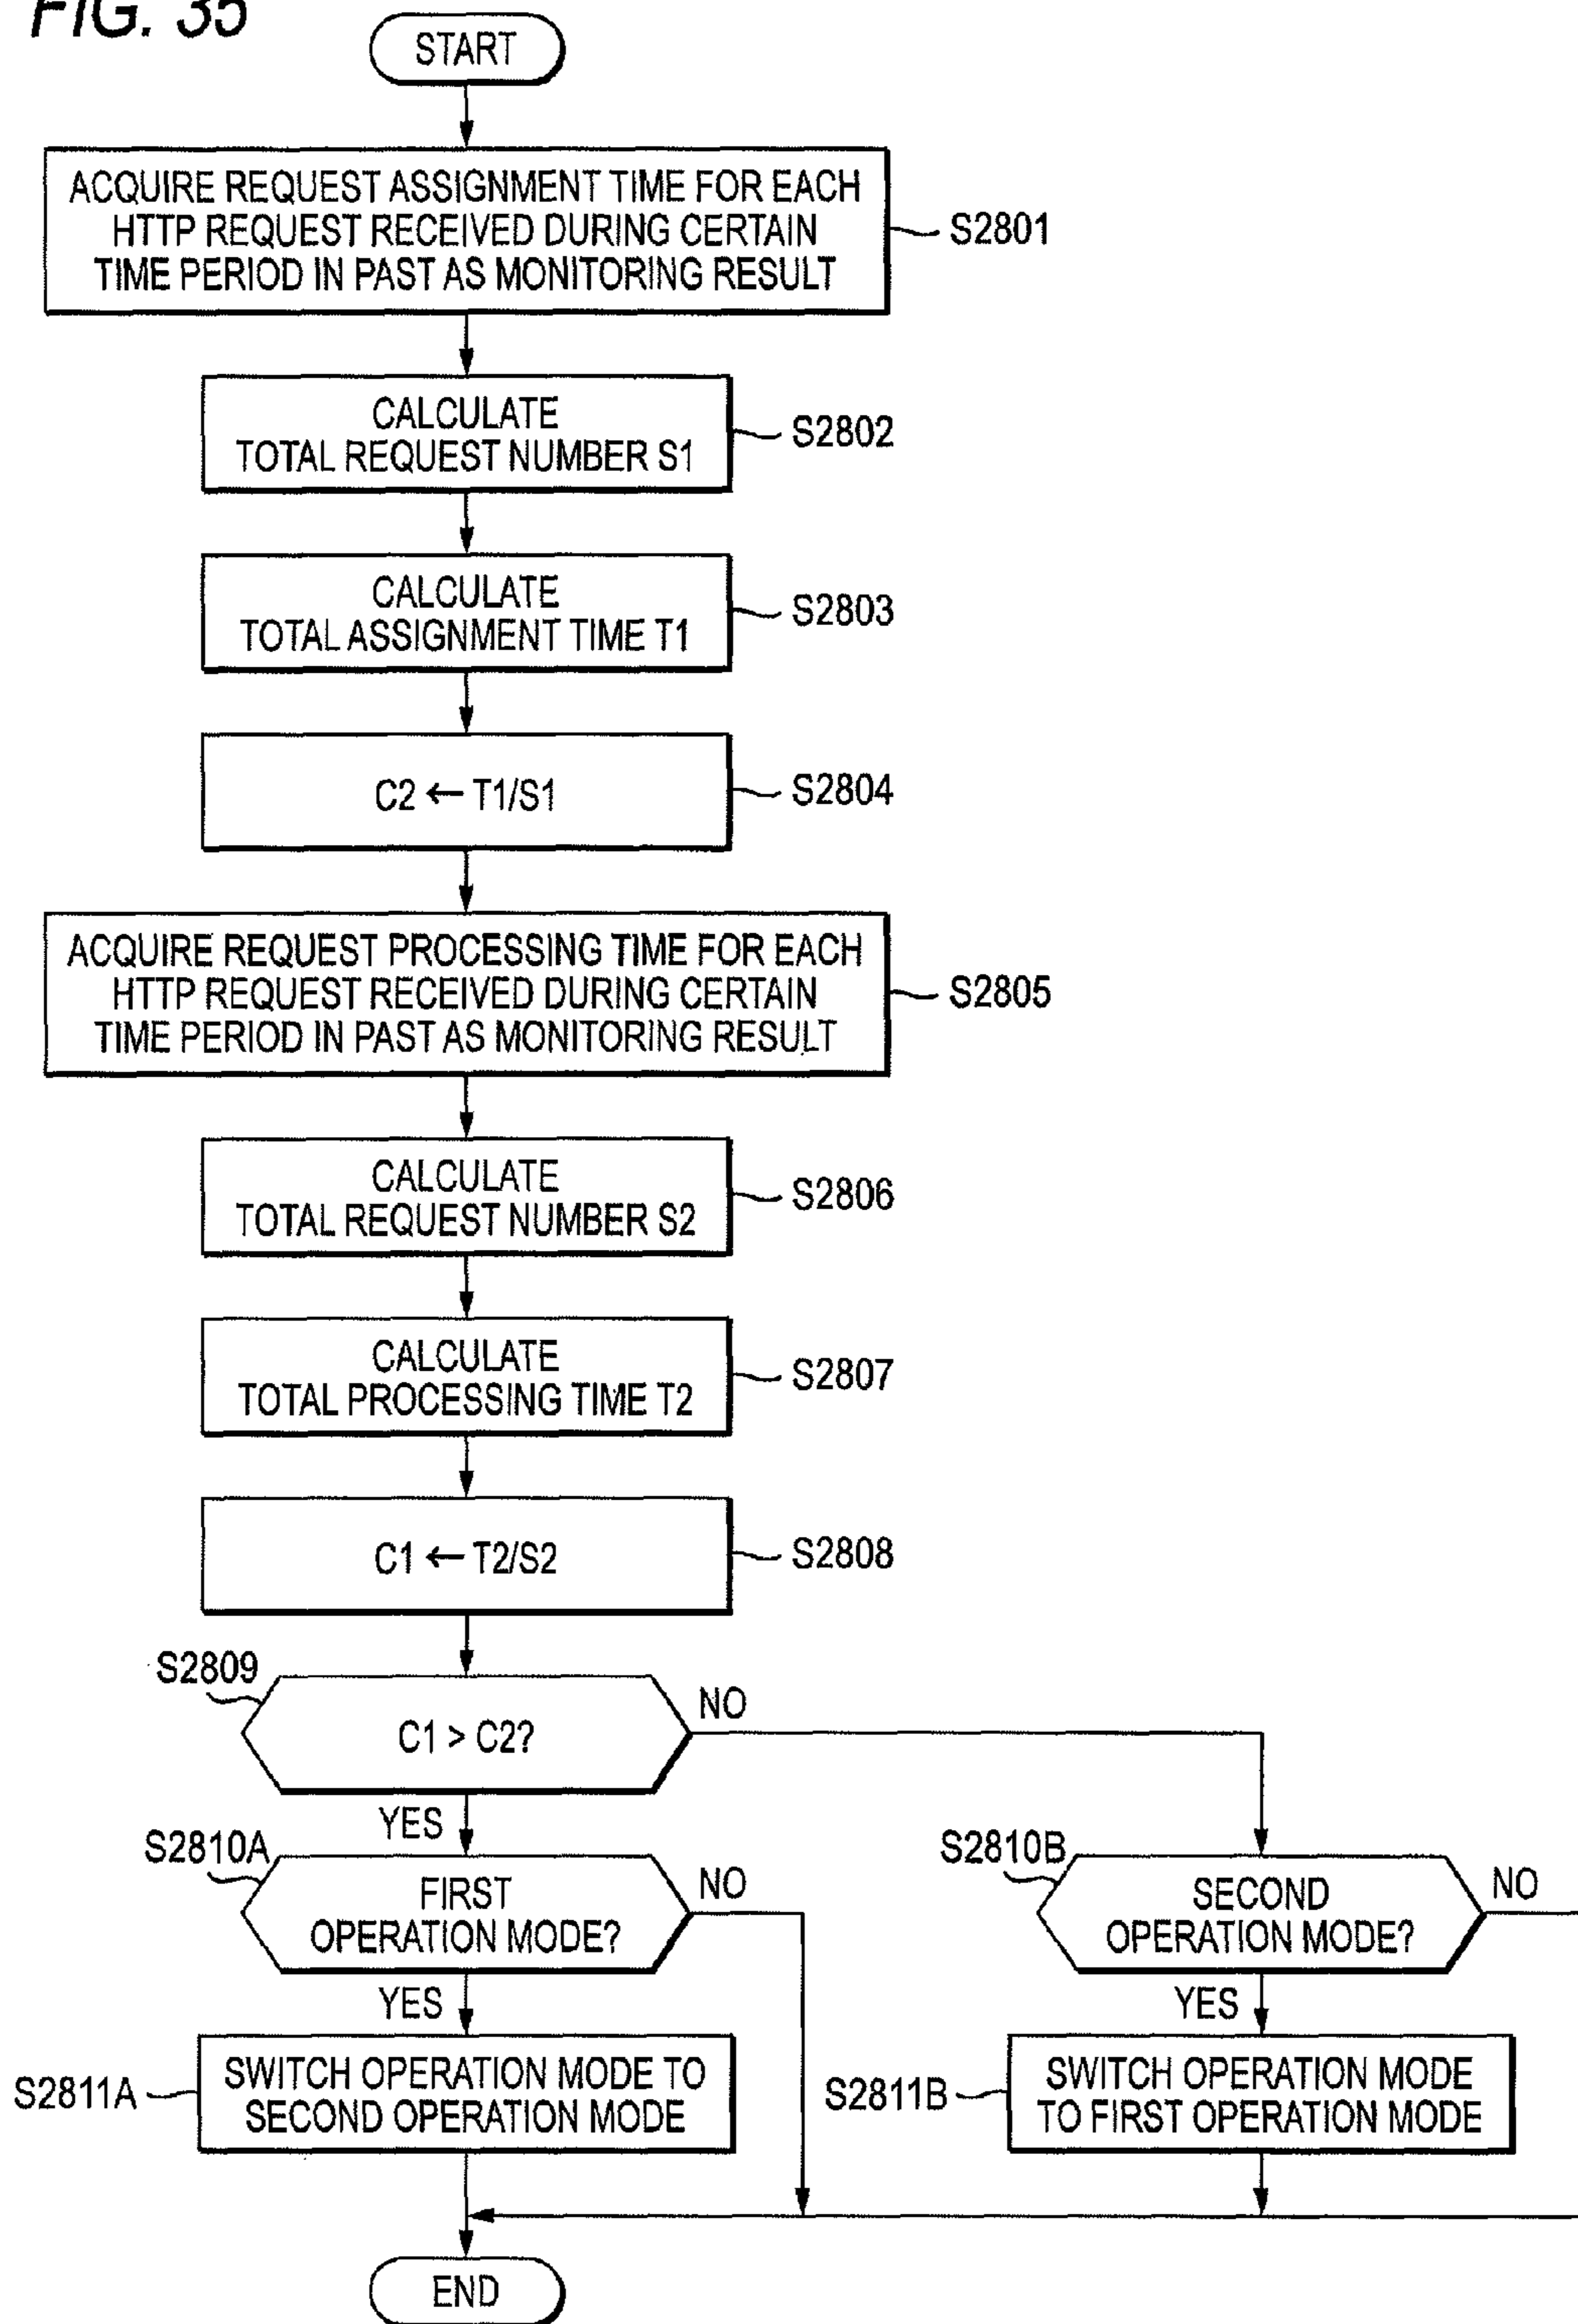 FIG. 35
START
ACQUIRE REQUEST ASSIGNMENT TIME FOR EACH
HTTP REQUEST RECEIVED DURING CERTAIN
TIME PERIOD IN PAST AS MONITORING RESULT
S2801
CALCULATE
TOTAL REQUEST NUMBER S1
S2802
CALCULATE
TOTAL ASSIGNMENT TIME T1
S2803
C2 ← T1/S1
S2804
ACQUIRE REQUEST PROCESSING TIME FOR EACH
HTTP REQUEST RECEIVED DURING CERTAIN
TIME PERIOD IN PAST AS MONITORING RESULT
S2805
CALCULATE
TOTAL REQUEST NUMBER S2
S2806
CALCULATE
TOTAL PROCESSING TIME T2
S2807
C1 ← T2/S2
S2808
S2809
C1 > C2?
NO
YES
S2810A
FIRST
OPERATION MODE?
NO
S2810B
SECOND
OPERATION MODE?
NO
YES
YES
S2811A
SWITCH OPERATION MODE TO
SECOND OPERATION MODE
S2811B
SWITCH OPERATION MODE
TO FIRST OPERATION MODE
END